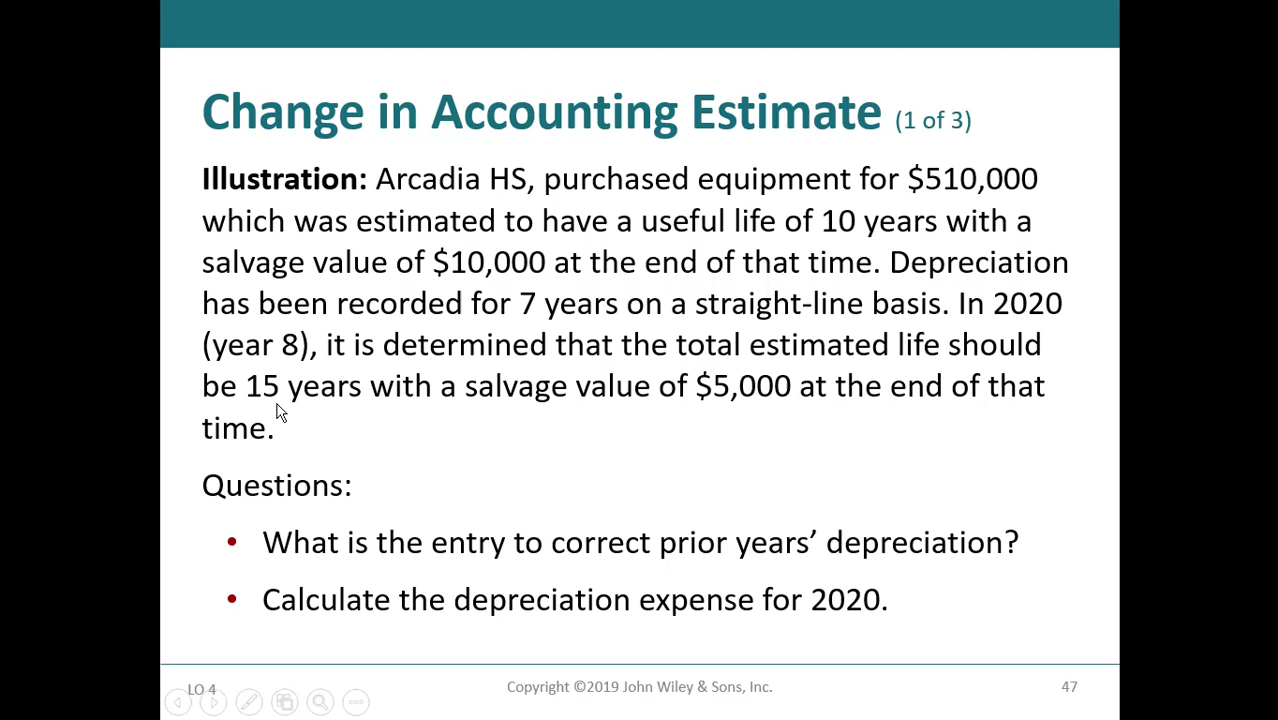 Change in Accounting Estimate (1 of 3)
Illustration: Arcadia HS, purchased equipment for $510,000
which was estimated to have a useful life of 10 years with a
salvage value of $10,000 at the end of that time. Depreciation
has been recorded for 7 years on a straight-line basis. In 2020
(year 8), it is determined that the total estimated life should
be 15 years with a salvage value of $5,000 at the end of that
time.
Questions:
• What is the entry to correct prior years’ depreciation?
• Calculate the depreciation expense for 2020.
LO 4
Copyright ©2019 John Wiley & Sons, Inc.
47